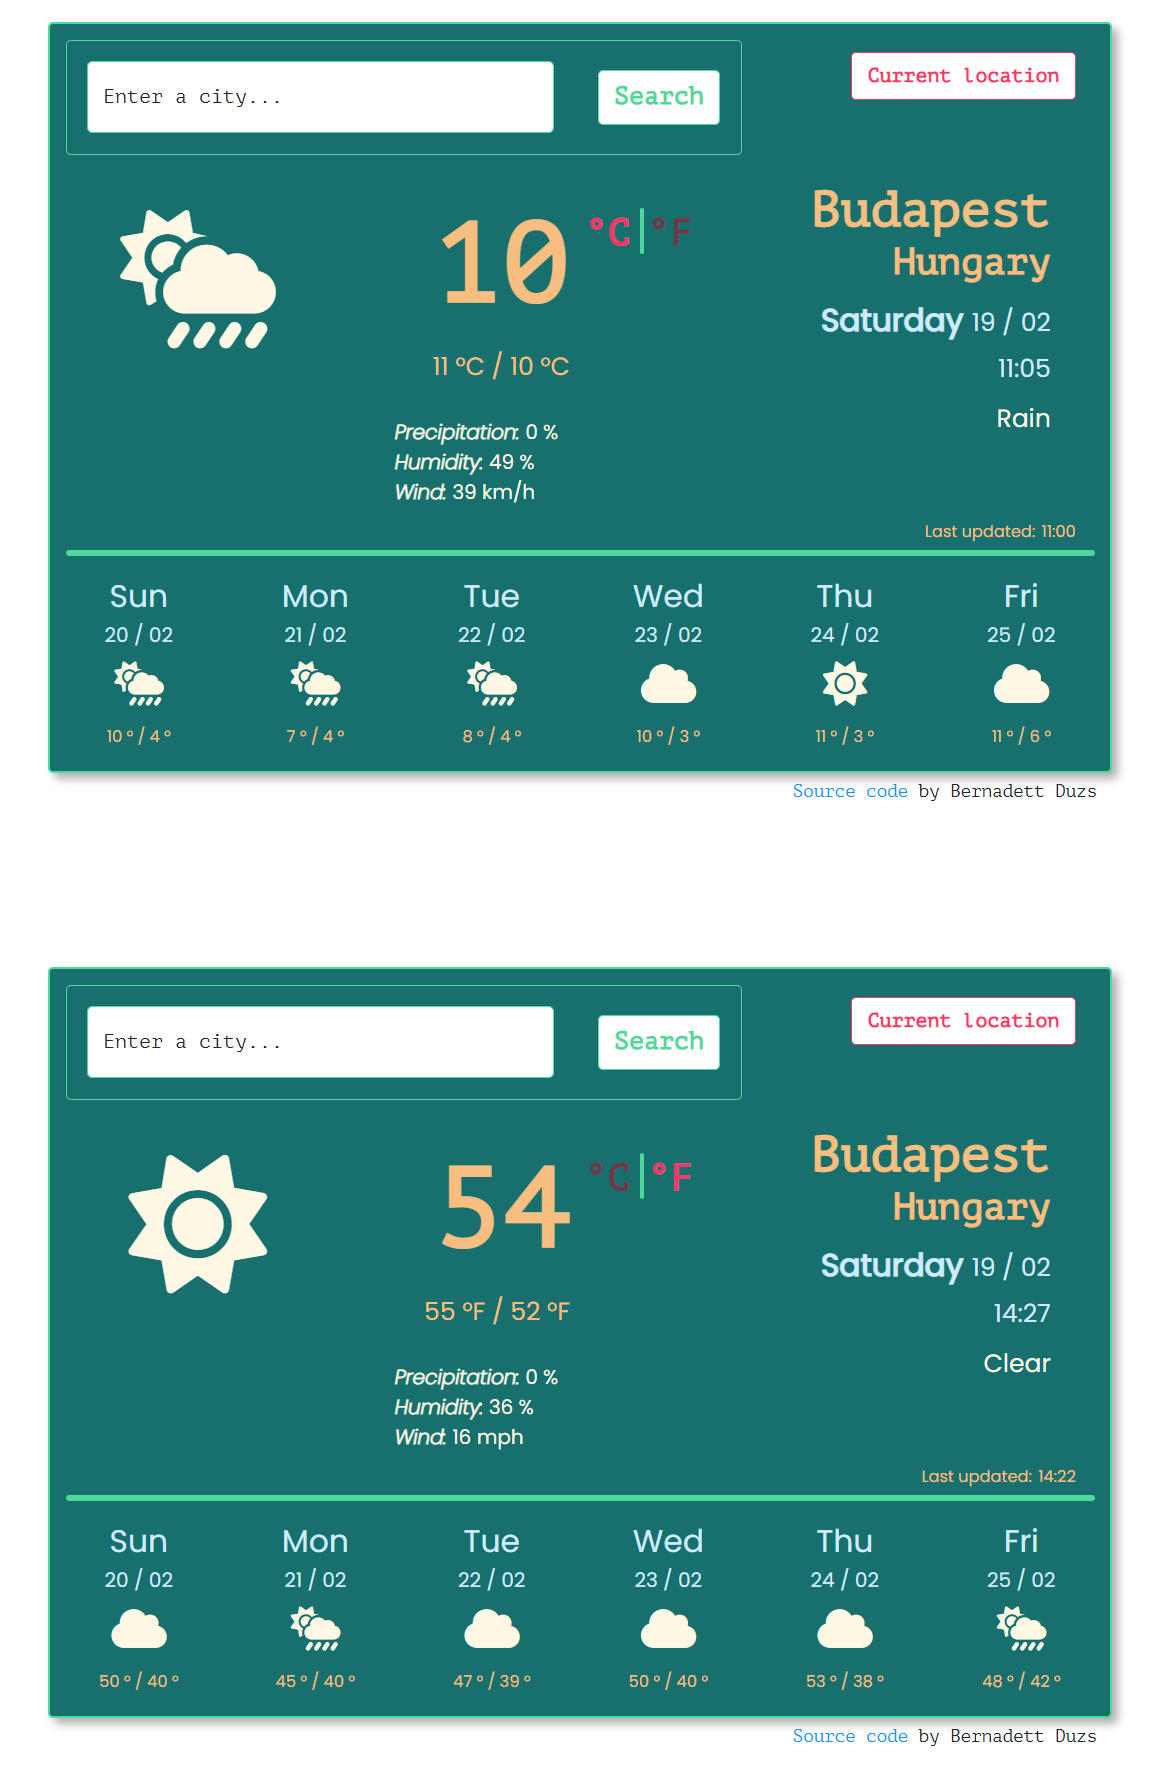 Enter a city...
Search
Current location
10 °C|°F
11 °C / 10 °C
Precipitation: 0 %
Humidity: 49 %
Wind: 39 km/h
Budapest
Hungary
Saturday 19 / 02
11:05
Rain
Last updated: 11:00
Sun Mon Tue Wed Thu Fri
20 / 02 21 / 02 22 / 02 23 / 02 24 / 02 25 / 02
10 ° / 4 ° 7 ° / 4 ° 8 ° / 4 ° 10 ° / 3 ° 11 ° / 3 ° 11 ° / 6 °
Source code by Bernadett Duzs
Enter a city...
Search
Current location
54 °C|°F
55 °F / 52 °F
Precipitation: 0 %
Humidity: 36 %
Wind: 16 mph
Budapest
Hungary
Saturday 19 / 02
14:27
Clear
Last updated: 14:22
Sun Mon Tue Wed Thu Fri
20 / 02 21 / 02 22 / 02 23 / 02 24 / 02 25 / 02
50 ° / 40 ° 45 ° / 40 ° 47 ° / 39 ° 50 ° / 40 ° 53 ° / 38 ° 48 ° / 42 °
Source code by Bernadett Duzs